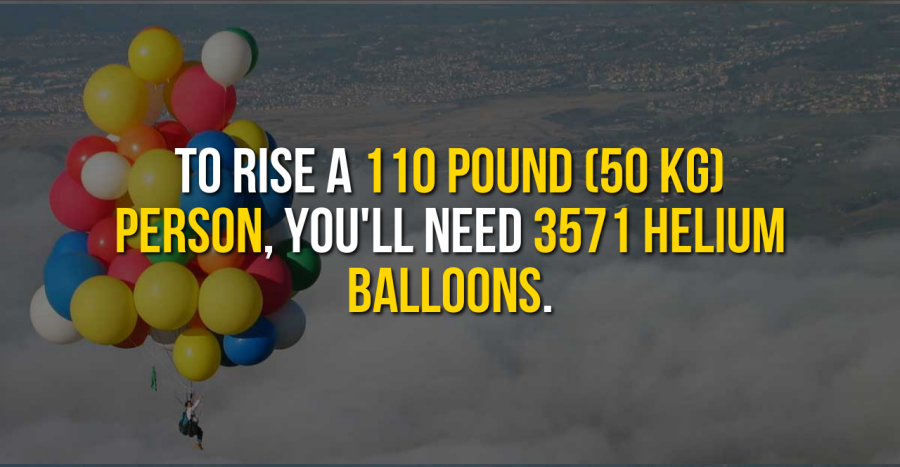 TO RISE A 110 POUND (50 KG)
PERSON, YOU'LL NEED 3571 HELIUM
BALLOONS.